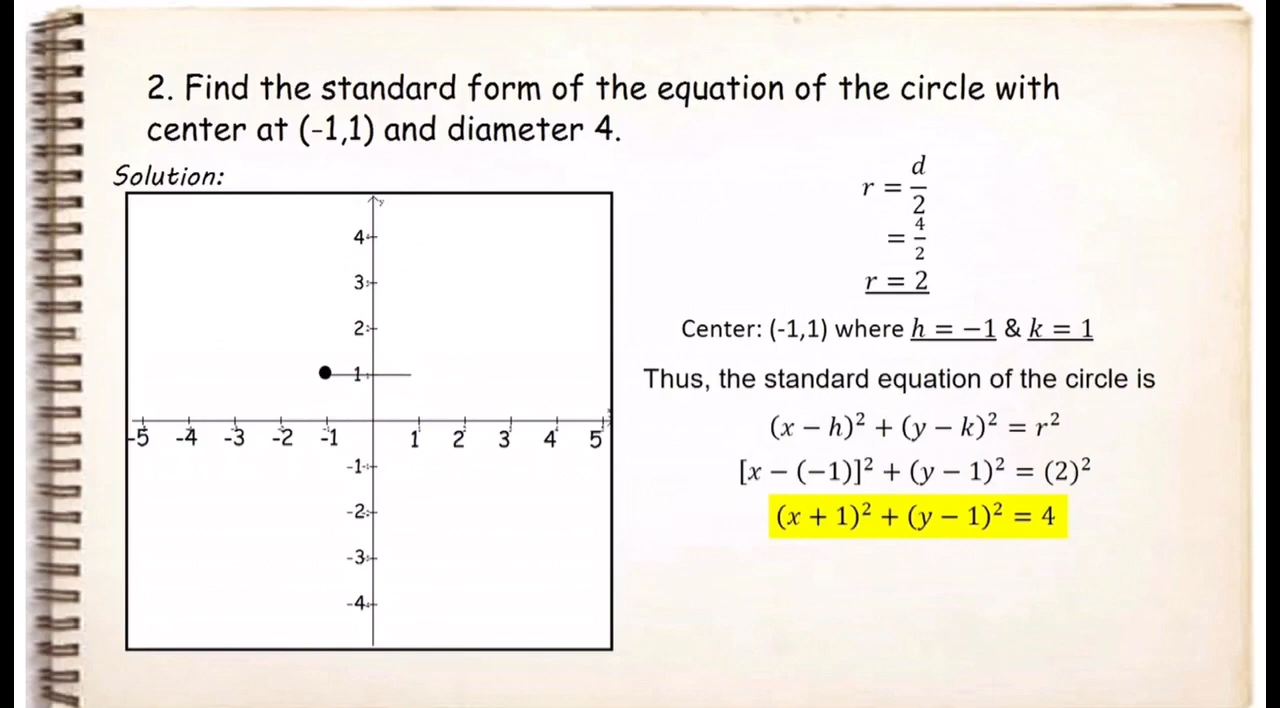 2. Find the standard form of the equation of the circle with
center at (-1,1) and diameter 4.
Solution:
y
4
3
2
1
-5 -4 -3 -2 -1 1 2 3 4 5
-1
-2
-3
-4
r = d/2
= 4/2
r = 2
Center: (-1,1) where h = −1 & k = 1
Thus, the standard equation of the circle is
(x − h)² + (y − k)² = r²
[x − (−1)]² + (y − 1)² = (2)²
(x + 1)² + (y − 1)² = 4